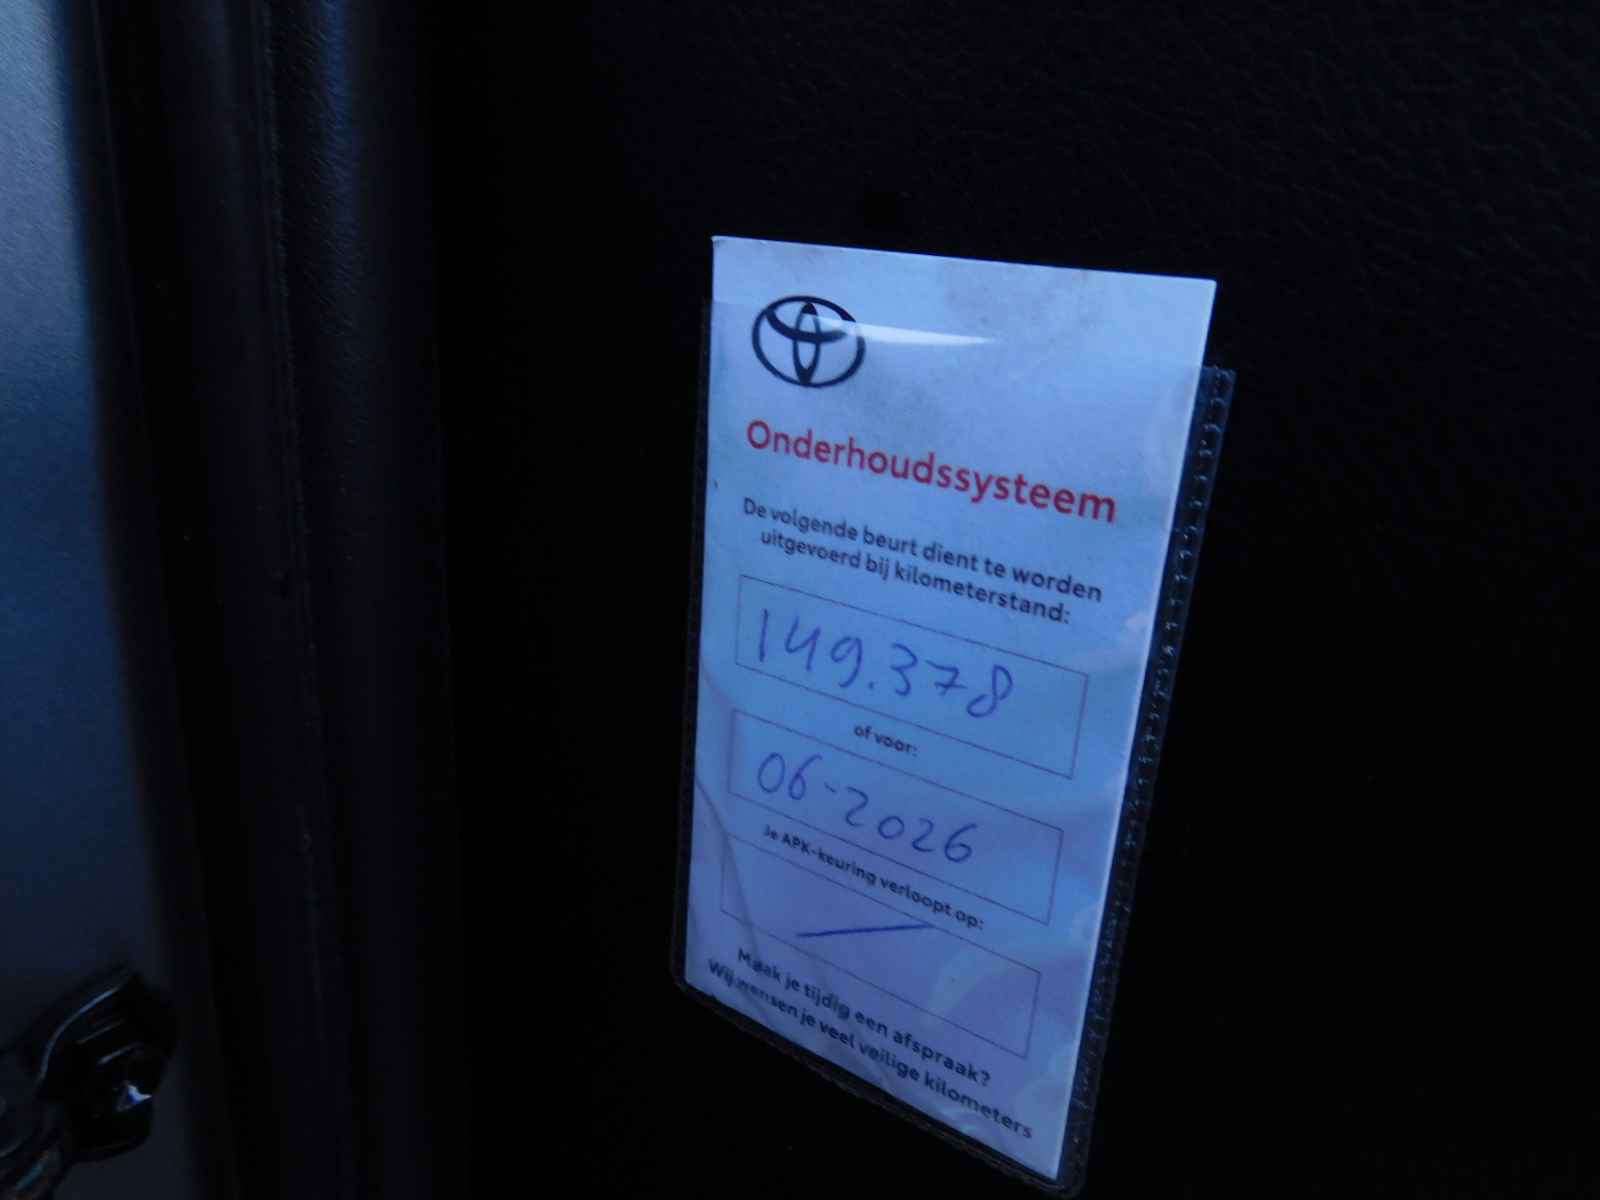 Onderhoudssysteem
De volgende beurt dient te worden
uitgevoerd bij kilometerstand:
149.378
of voor:
06-2026
Je APK-keuring verloopt op:
Maak je tijdig een afspraak?
Wij wensen je veel veilige kilometers